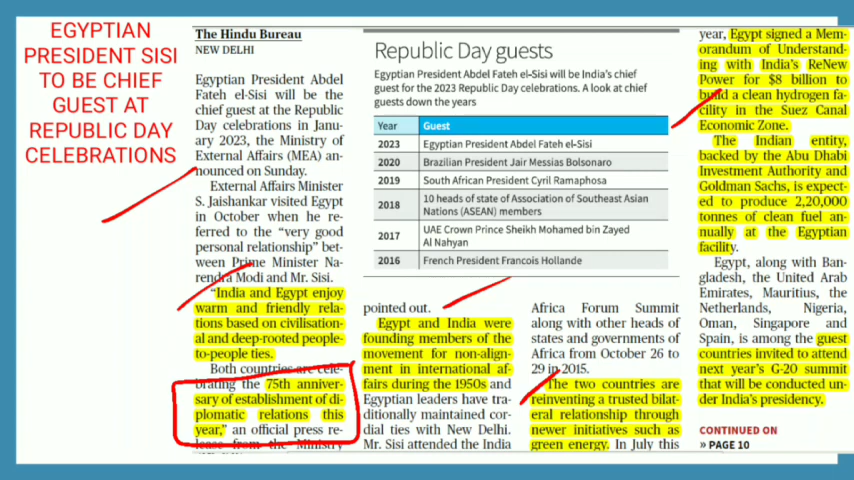 EGYPTIAN
PRESIDENT SISI
TO BE CHIEF
GUEST AT
REPUBLIC DAY
CELEBRATIONS
The Hindu Bureau
NEW DELHI
Egyptian President Abdel
Fateh el-Sisi will be the
chief guest at the Republic
Day celebrations in Janu-
ary 2023, the Ministry of
External Affairs (MEA) an-
nounced on Sunday.
External Affairs Minister
S. Jaishankar visited Egypt
in October when he re-
ferred to the “very good
personal relationship” bet-
ween Prime Minister Na-
rendra Modi and Mr. Sisi.
“India and Egypt enjoy
warm and friendly rela-
tions based on civilisation-
al and deep-rooted people-
to-people ties.
Both countries are cele-
brating the 75th anniver-
sary of establishment of di-
plomatic relations this
year,” an official press re-
lease from the Ministry
Republic Day guests
Egyptian President Abdel Fateh el-Sisi will be India's chief
guest for the 2023 Republic Day celebrations. A look at chief
guests down the years
Year Guest
2023 Egyptian President Abdel Fateh el-Sisi
2020 Brazilian President Jair Messias Bolsonaro
2019 South African President Cyril Ramaphosa
2018 10 heads of state of Association of Southeast Asian
Nations (ASEAN) members
2017 UAE Crown Prince Sheikh Mohamed bin Zayed
Al Nahyan
2016 French President Francois Hollande
pointed out.
Egypt and India were
founding members of the
movement for non-align-
ment in international af-
fairs during the 1950s and
Egyptian leaders have tra-
ditionally maintained cor-
dial ties with New Delhi.
Mr. Sisi attended the India
Africa Forum Summit
along with other heads of
states and governments of
Africa from October 26 to
29 in 2015.
The two countries are
reinventing a trusted bilat-
eral relationship through
newer initiatives such as
green energy. In July this
year, Egypt signed a Mem-
orandum of Understand-
ing with India's ReNew
Power for $8 billion to
build a clean hydrogen fa-
cility in the Suez Canal
Economic Zone.
The Indian entity,
backed by the Abu Dhabi
Investment Authority and
Goldman Sachs, is expect-
ed to produce 2,20,000
tonnes of clean fuel an-
nually at the Egyptian
facility.
Egypt, along with Ban-
gladesh, the United Arab
Emirates, Mauritius, the
Netherlands, Nigeria,
Oman, Singapore and
Spain, is among the guest
countries invited to attend
next year's G-20 summit
that will be conducted un-
der India's presidency.
CONTINUED ON
» PAGE 10